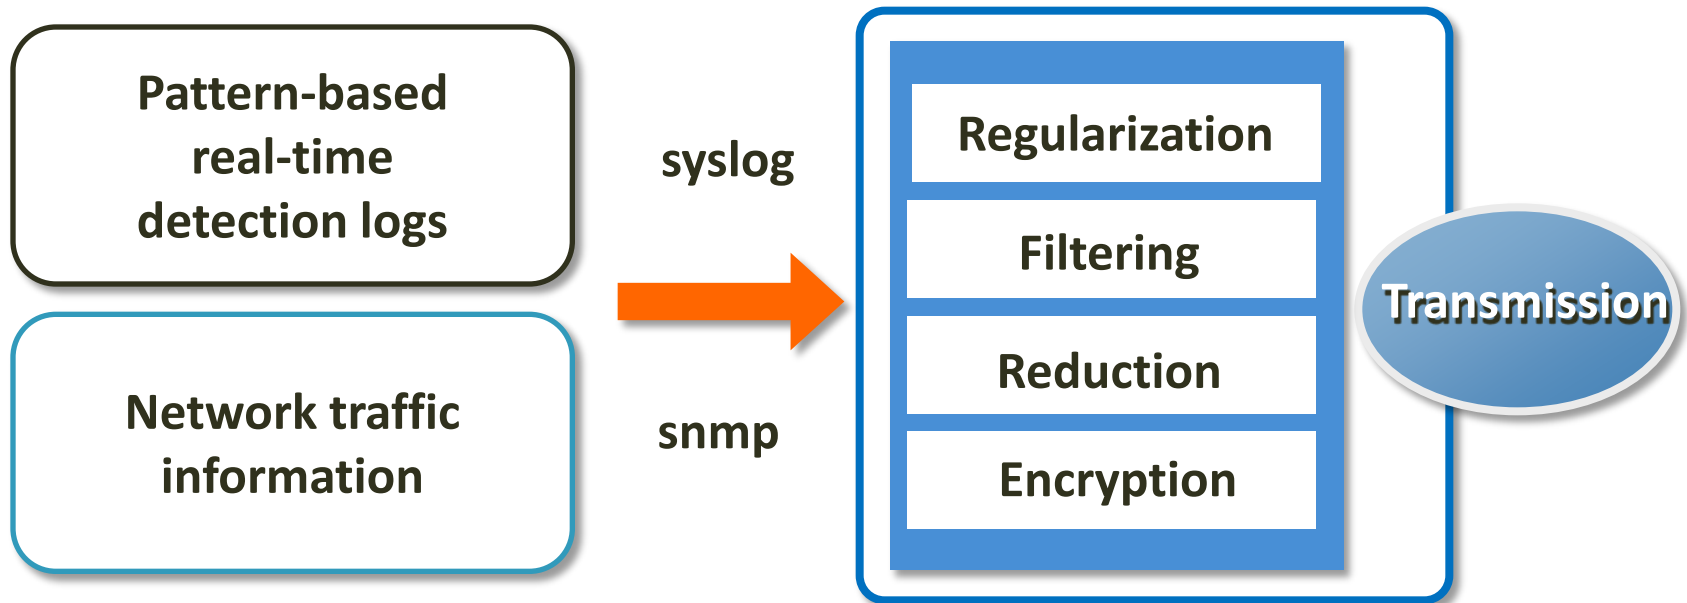 Pattern-based
real-time
detection logs
Network traffic
information
syslog
snmp
Regularization
Filtering
Reduction
Encryption
Transmission